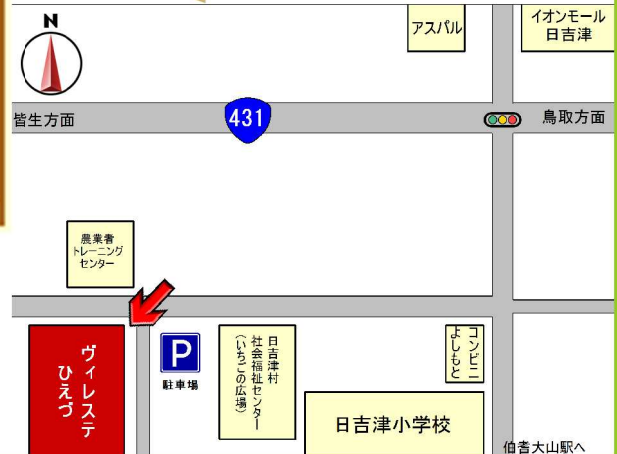 N
アスパル
イオンモール
日吉津
皆生方面
431
鳥取方面
農業者
トレーニング
センター
ヴィレステ
ひえづ
P
駐車場
日吉津村
社会福祉センター
(いちごの広場)
コンビニ
よしもと
日吉津小学校
伯耆大山駅へ